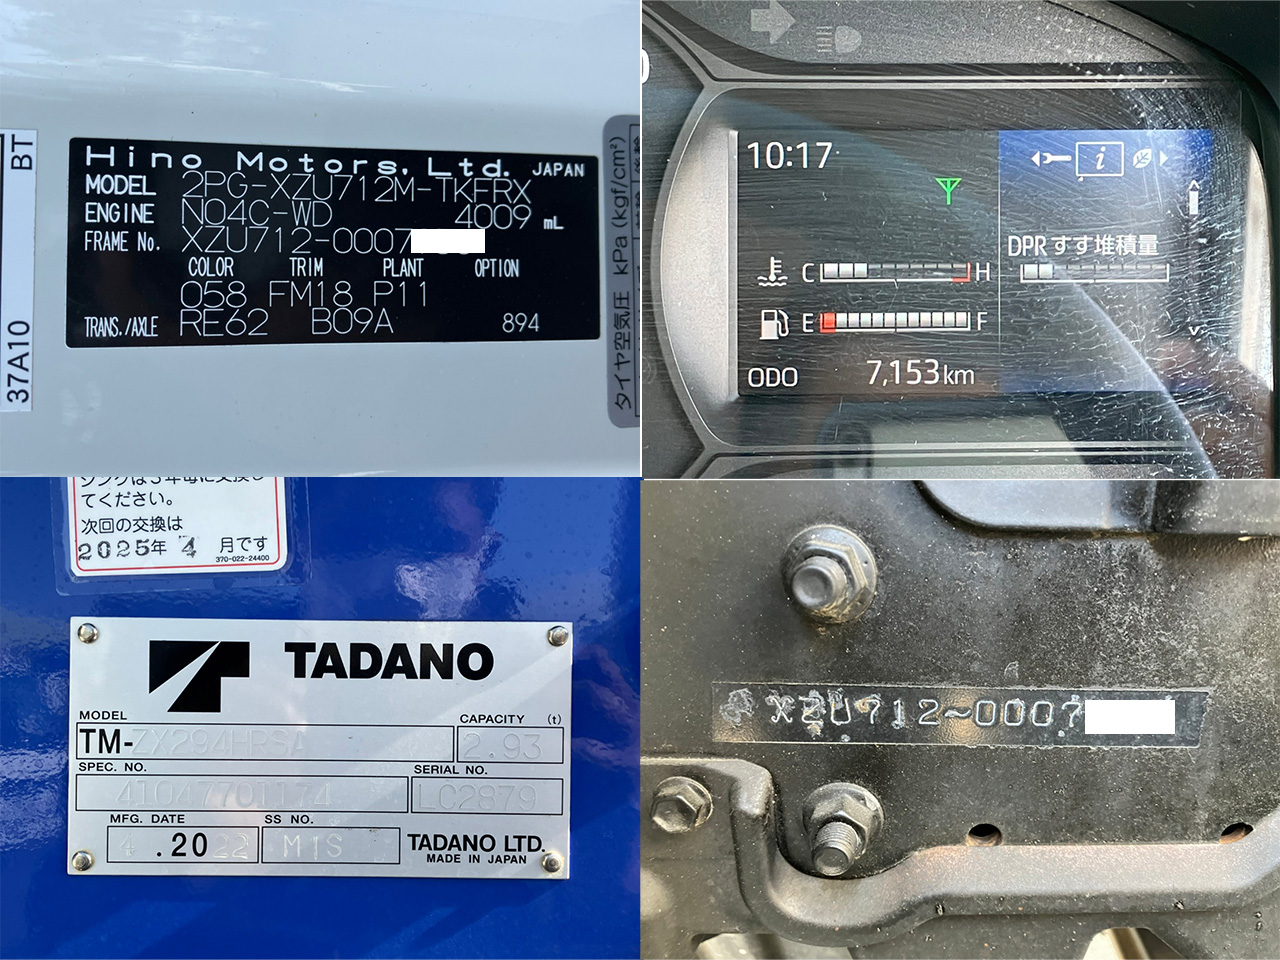 BT
37A10
Hino Motors, Ltd. JAPAN
MODEL 2PG-XZU712M-TKFRX
ENGINE N04C-WD 4009 mL
FRAME No. XZU712-0007
COLOR TRIM PLANT OPTION
058 FM18 P11
TRANS./AXLE RE62 B09A 894
タイヤ空気圧 kPa (kgf/cm²)
10:17
i
DPR すす堆積量
C H
E F
ODO 7,153 km
てください。
次回の交換は
2025年 4 月です
370-022-24400
TADANO
MODEL CAPACITY (t)
TM-ZX294HRSA 2.93
SPEC. NO. SERIAL NO.
41047701174 LC2879
MFG. DATE SS NO.
4 .2022 MIS TADANO LTD.
MADE IN JAPAN
XZU712~0007